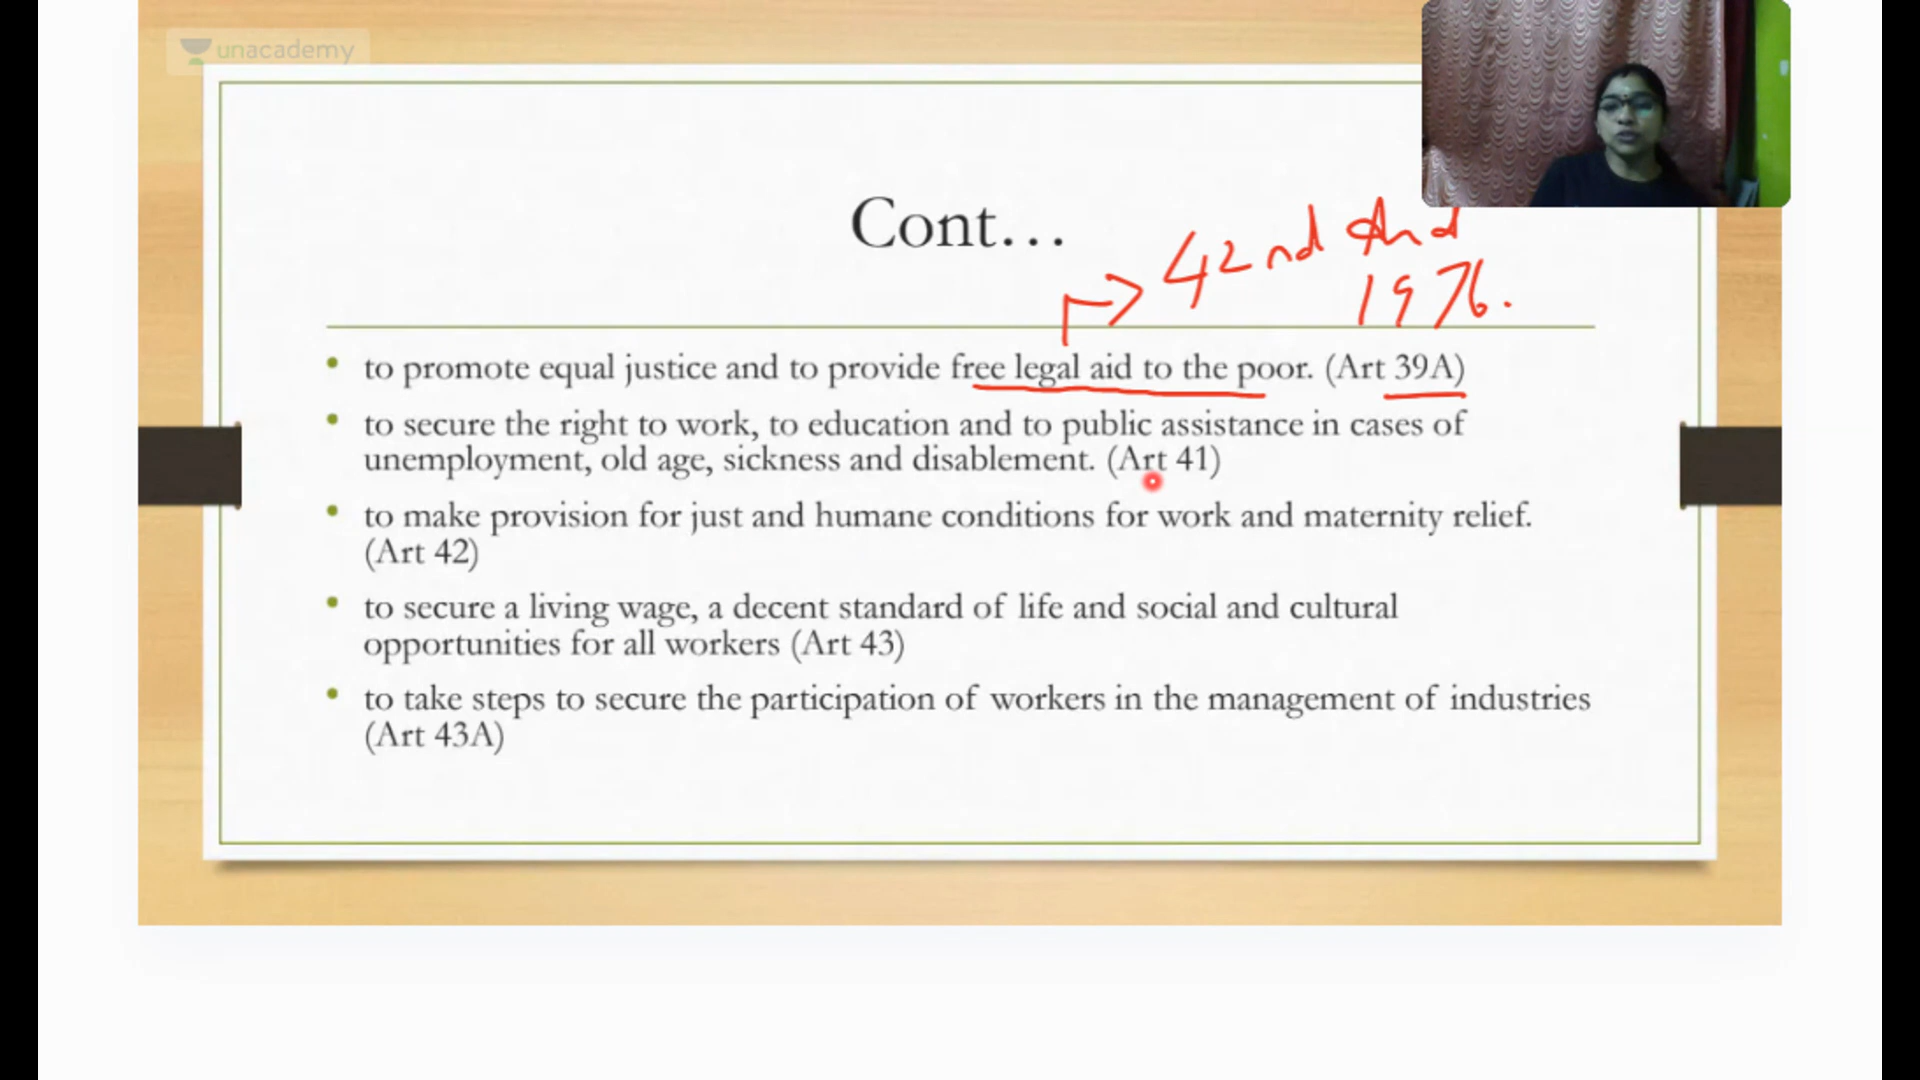 unacademy
Cont...
42nd Amd
1976.
• to promote equal justice and to provide free legal aid to the poor. (Art 39A)
• to secure the right to work, to education and to public assistance in cases of
unemployment, old age, sickness and disablement. (Art 41)
• to make provision for just and humane conditions for work and maternity relief.
(Art 42)
• to secure a living wage, a decent standard of life and social and cultural
opportunities for all workers (Art 43)
• to take steps to secure the participation of workers in the management of industries
(Art 43A)